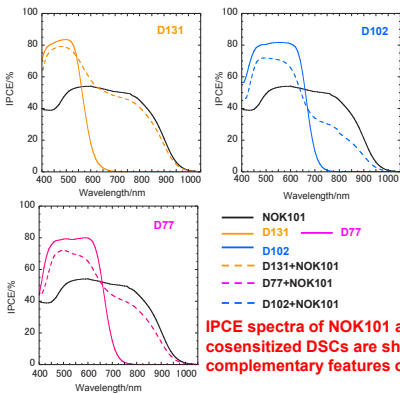 D131
100
80
60
40
20
0
IPCE/%
400 500 600 700 800 900 1000
Wavelength/nm
D102
100
80
60
40
20
0
IPCE/%
400 500 600 700 800 900 1000
Wavelength/nm
D77
100
80
60
40
20
0
IPCE/%
400 500 600 700 800 900 1000
Wavelength/nm
NOK101
D131 D77
D102
D131+NOK101
D77+NOK101
D102+NOK101
IPCE spectra of NOK101 a
cosensitized DSCs are sh
complementary features o